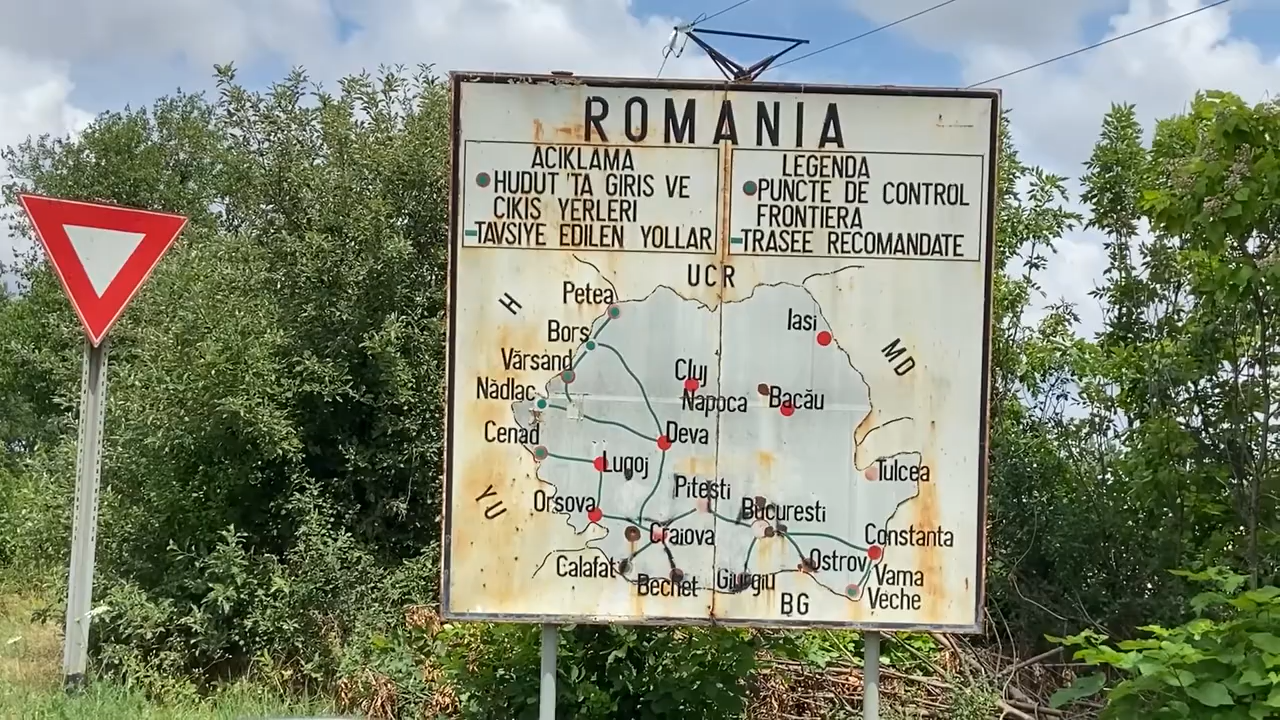 ROMANIA
ACIKLAMA
HUDUT 'TA GIRIS VE
CIKIS YERLERI
TAVSIYE EDILEN YOLLAR
LEGENDA
PUNCTE DE CONTROL
FRONTIERA
TRASEE RECOMANDATE
UCR
H
Petea
Iasi
Bors
MD
Vărsand
Cluj
Napoca
Nădlac
Bacău
Cenad
Deva
Lugoj
Tulcea
YU
Pitesti
Orsova
Bucuresti
Craiova
Constanta
Calafat
Ostrov
Bechet
Giurgiu
Vama
Veche
BG